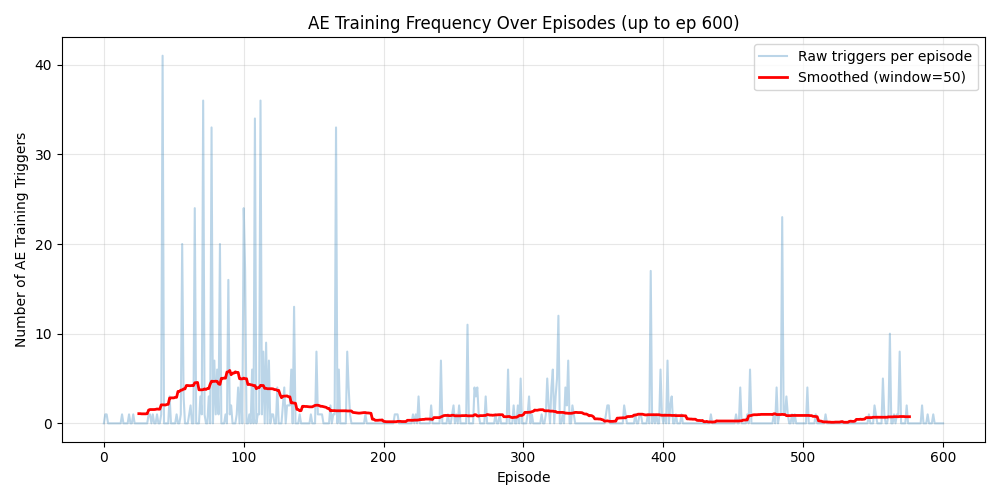 AE Training Frequency Over Episodes (up to ep 600)
Raw triggers per episode
Smoothed (window=50)
Number of AE Training Triggers
40
30
20
10
0
0 100 200 300 400 500 600
Episode